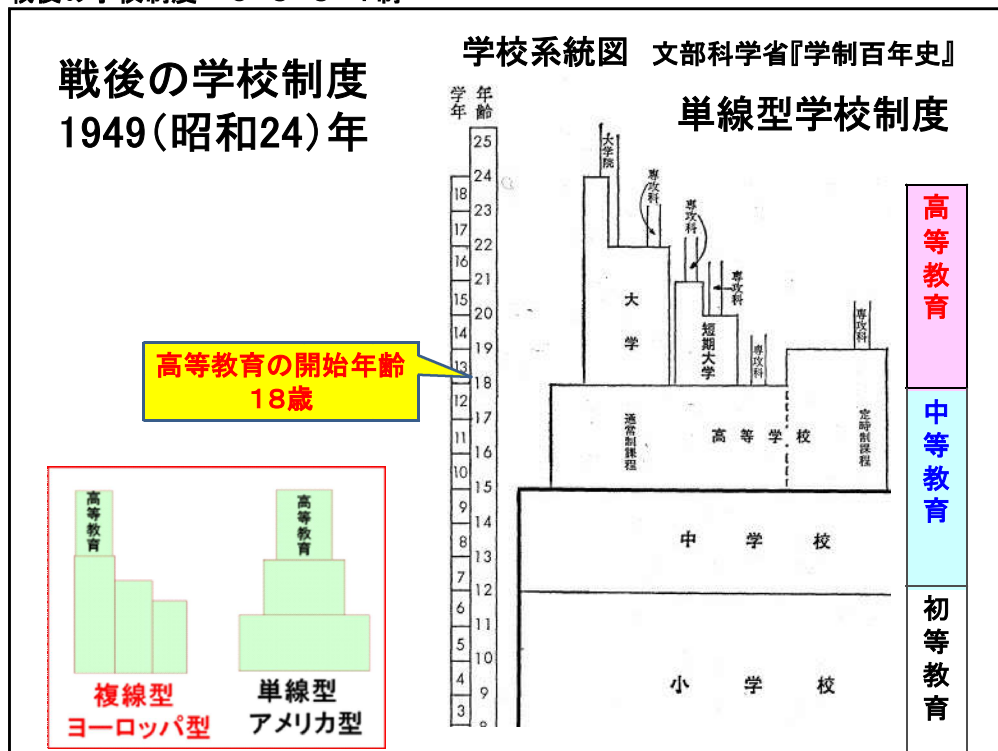 戦後の学校制度
1949(昭和24)年
学校系統図 文部科学省『学制百年史』
単線型学校制度
学年
年齢
25
24
18
23
17
22
16
21
15
20
14
19
13
18
12
17
11
16
10
15
9
14
8
13
7
12
6
11
5
10
4
9
3
大学院
専攻科
専攻科
専攻科
専攻科
専攻科
大学
短期大学
通常制課程
高等学校
定時制課程
中学校
小学校
高等教育
中等教育
初等教育
高等教育の開始年齢
18歳
高等教育
高等教育
複線型
ヨーロッパ型
単線型
アメリカ型